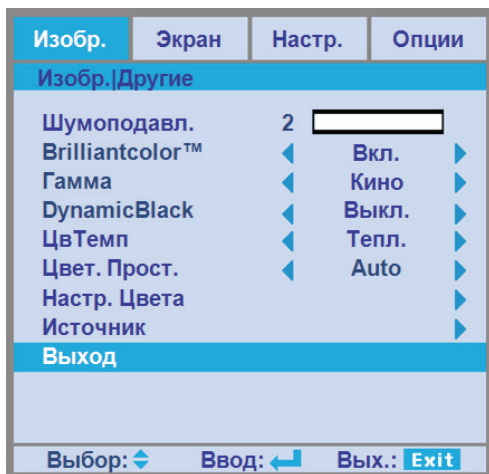 Изобр. Экран Настр. Опции
Изобр.|Другие
Шумоподавл. 2
Brilliantcolor™ Вкл.
Гамма Кино
DynamicBlack Выкл.
ЦвТемп Тепл.
Цвет. Прост. Auto
Настр. Цвета
Источник
Выход
Выбор: Ввод: Вых.: Exit